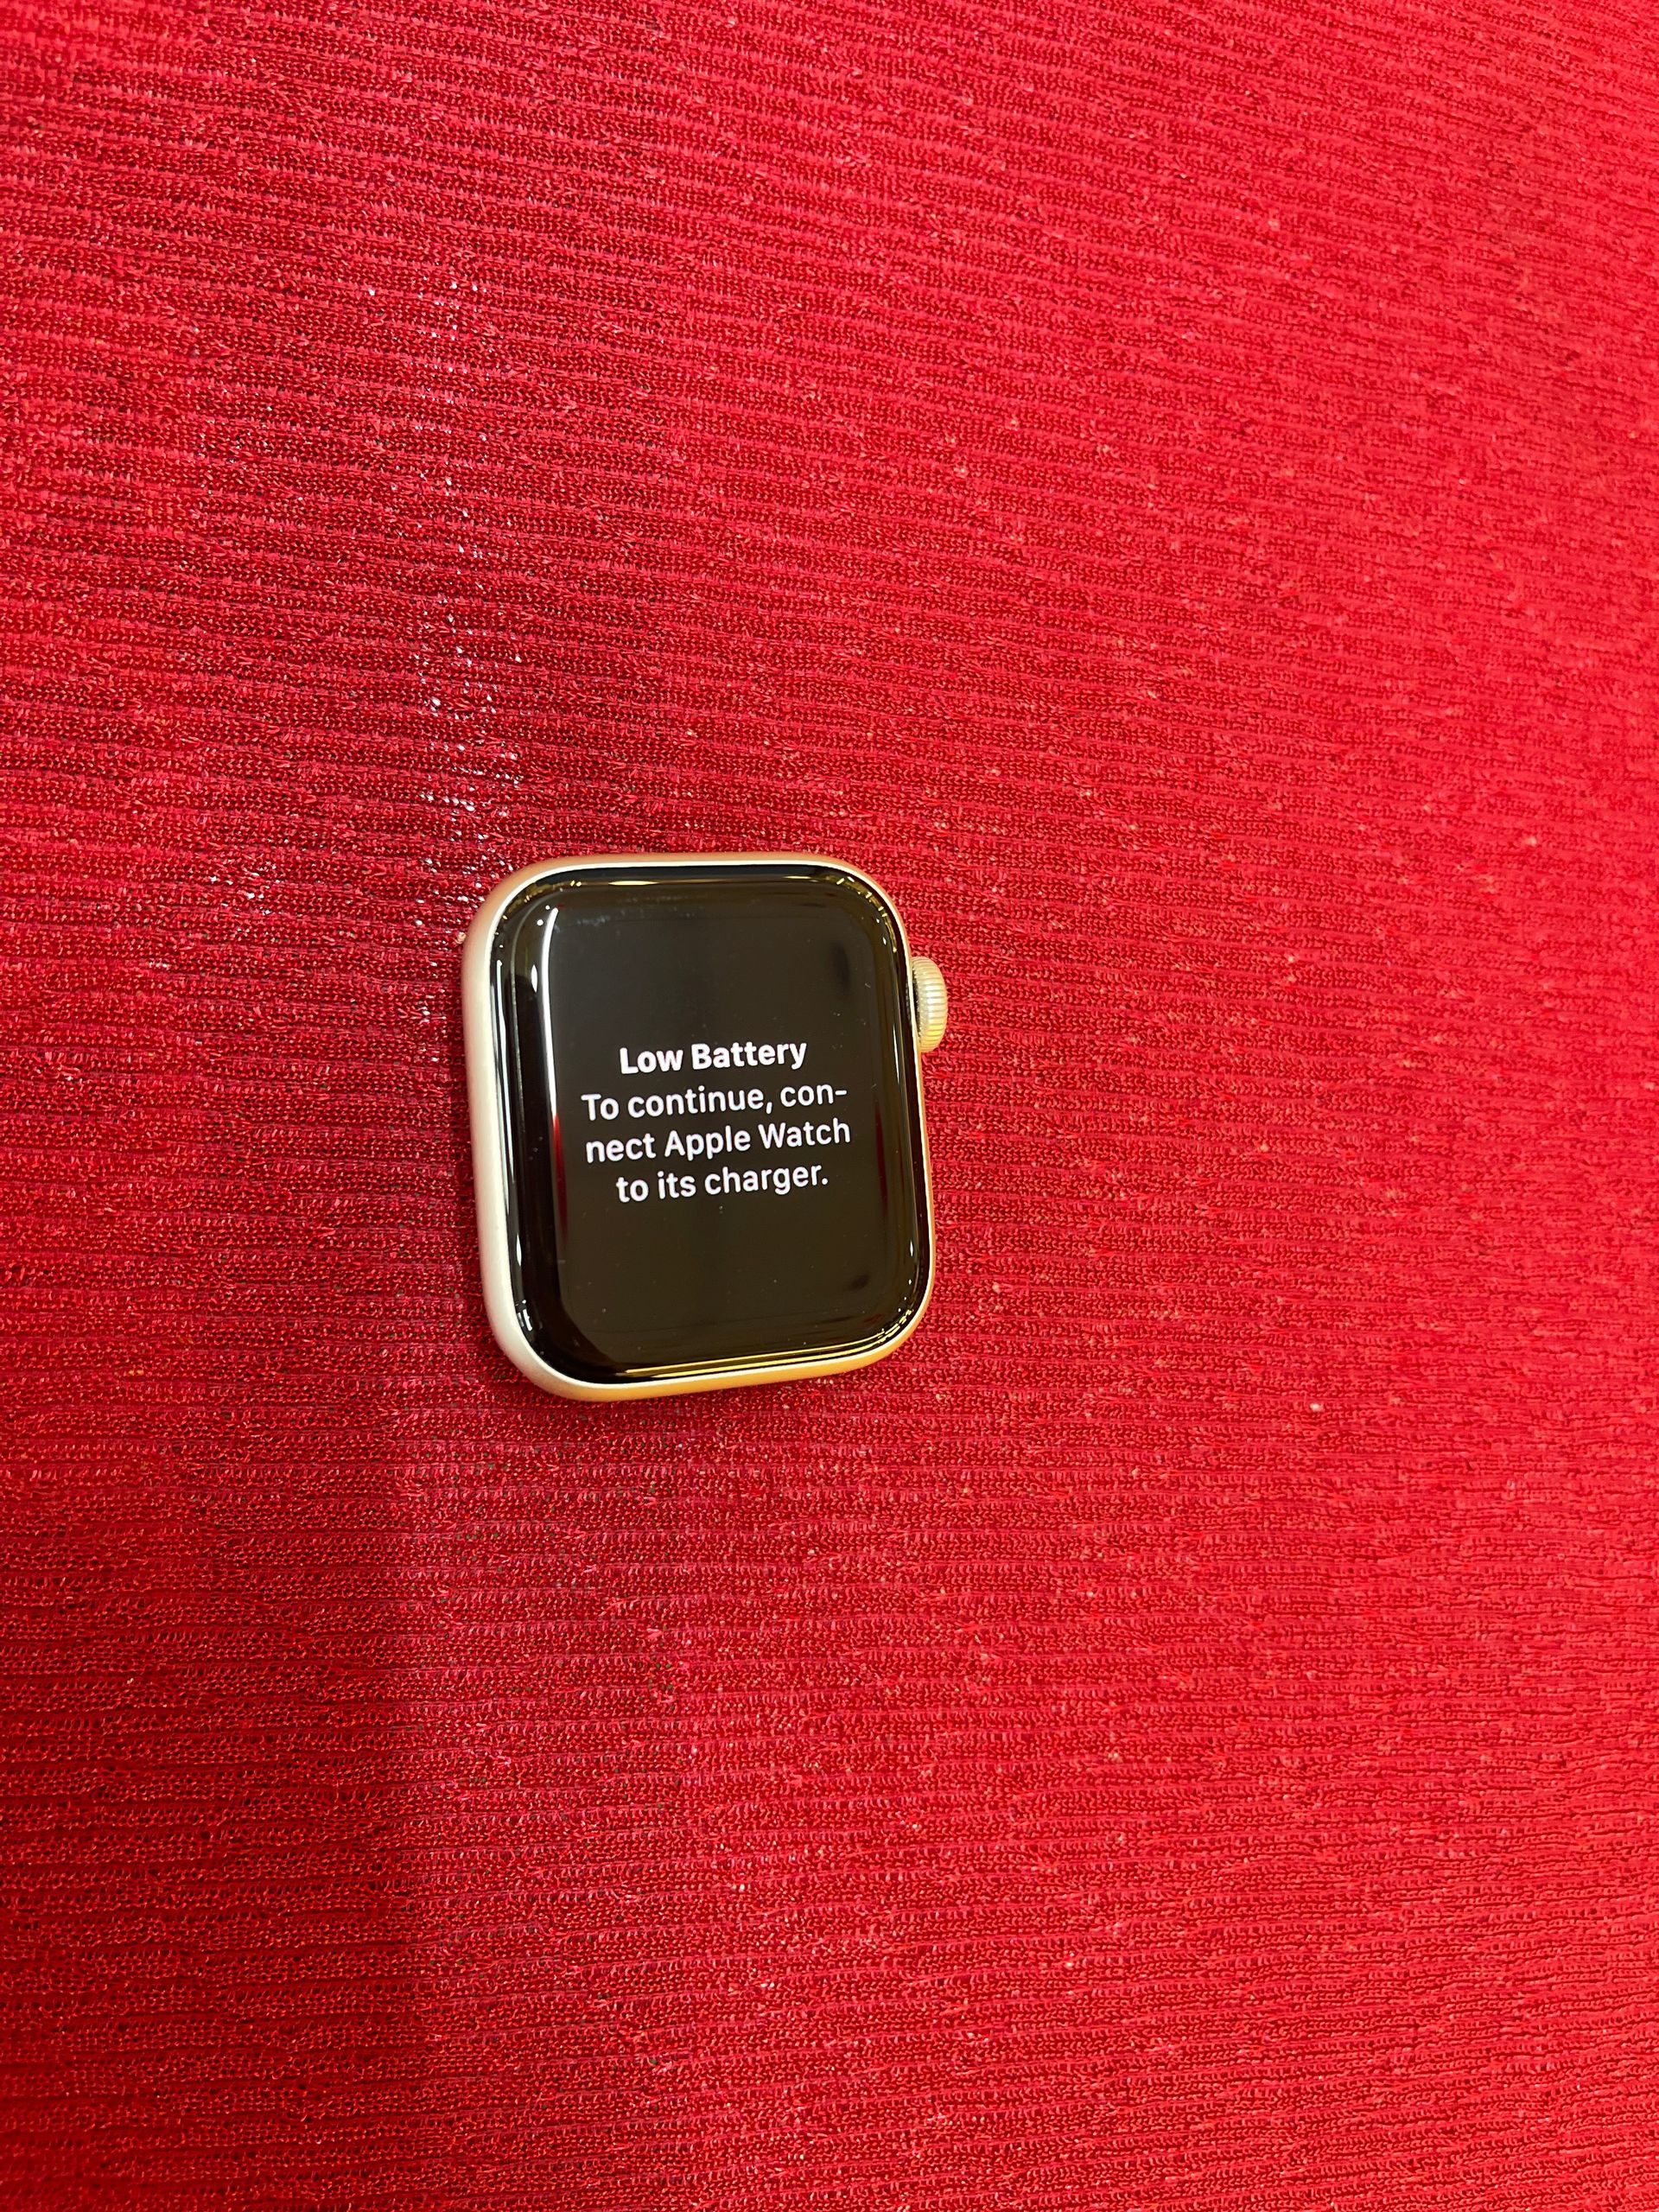 Low Battery
To continue, con-
nect Apple Watch
to its charger.